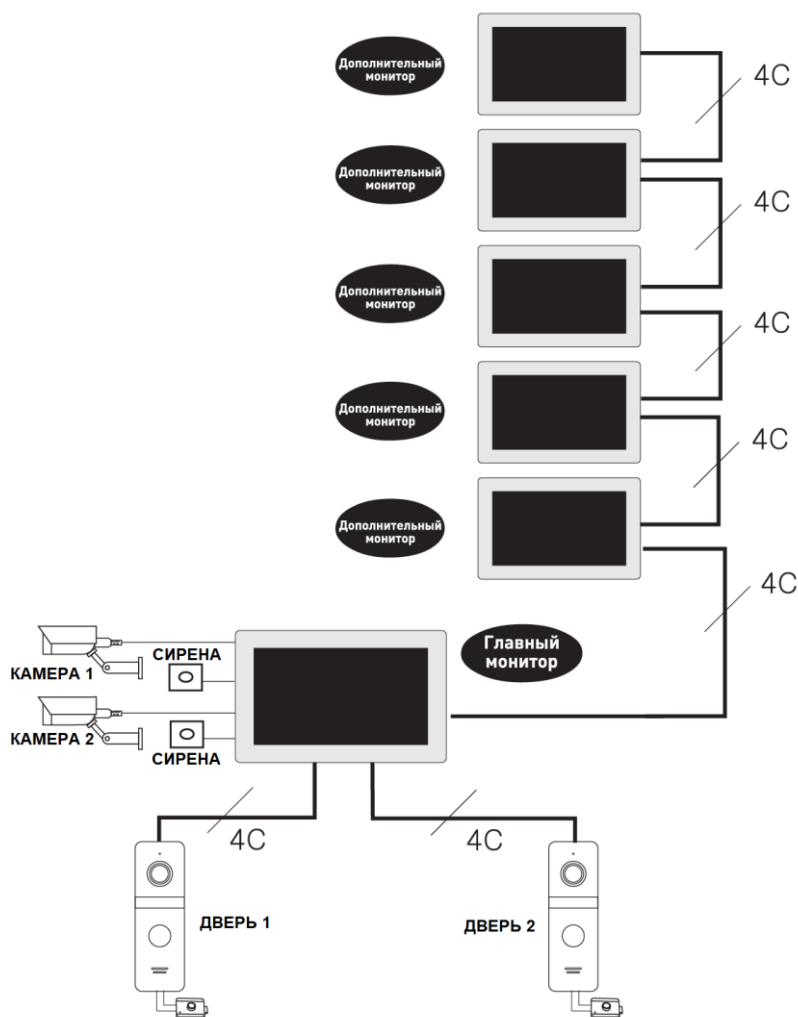 Дополнительный
монитор
4C
Дополнительный
монитор
4C
Дополнительный
монитор
4C
Дополнительный
монитор
4C
Дополнительный
монитор
4C
Главный
монитор
СИРЕНА
КАМЕРА 1
КАМЕРА 2
СИРЕНА
4C
4C
ДВЕРЬ 1
ДВЕРЬ 2